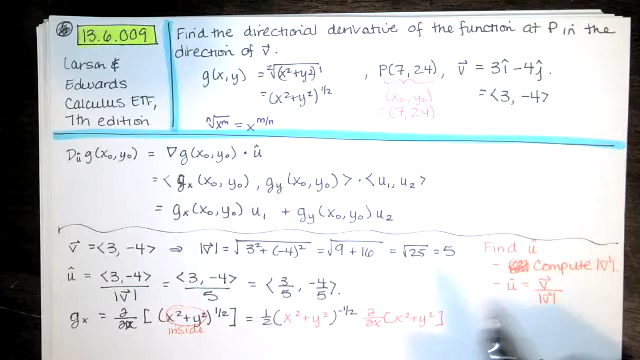 13.6.009
Larson &
Edwards
Calculus ETF,
7th edition
Find the directional derivative of the function at P in the
direction of v⃗.
g(x,y) = ²√(x²+y²)¹ , P(7,24) , v⃗ = 3î − 4ĵ.
= (x²+y²)^1/2 (x₀,y₀) = <3, −4>
ⁿ√xᵐ = x^m/n = (7,24)
D_û g(x₀,y₀) = ∇g(x₀,y₀) • û
= <g_x(x₀,y₀), g_y(x₀,y₀)> • <u₁, u₂>
= g_x(x₀,y₀) u₁ + g_y(x₀,y₀) u₂
v⃗ = <3, −4> ⇒ |v⃗| = √(3²+(−4)²) = √(9+16) = √25 = 5
Find û
- Compute |v⃗|.
- û = v⃗/|v⃗|
û = <3, −4>/|v⃗| = <3, −4>/5 = <3/5, −4/5>.
g_x = ∂/∂x [(x²+y²)^1/2] = 1/2 (x²+y²)^−1/2 ∂/∂x (x²+y²]
inside